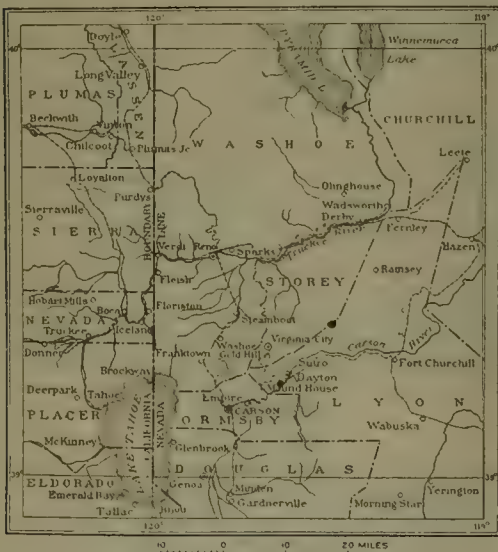 120°
119°
40°
40°
Doyle
Long Valley
PLUMAS
LASSEN
PYRAMID L.
Winnemucca
Lake
Beckwith
Vinton
Chilcoot
Plumas Jc.
WASHOE
CHURCHILL
Leete
Loyalton
Purdys
Olinghouse
Wadsworth
Derby
Fernley
Sierraville
SIERRA
BOUNDARY
LINE
Verdi
Reno
Sparks
Truckee River
Hazen
Fleish
STOREY
Ramsey
Hobart Mills
Boca
Floriston
NEVADA
Truckee
Iceland
Steamboat
Washoe
Virginia City
Gold Hill
Donner
Franktown
Carson
River
Fort Churchill
Sutro
Dayton
Mound House
Deerpark
Tahoe
Brockway
Empire
CARSON
LYON
PLACER
ORMSBY
Wabuska
McKinney
LAKE TAHOE
CALIFORNIA
NEVADA
Glenbrook
39°
39°
DOUGLAS
ELDORADO
Emerald Bay
Genoa
Minden
Gardnerville
Yerington
Morning Star
Tallac
120°
119°
10
0
10
20 MILES